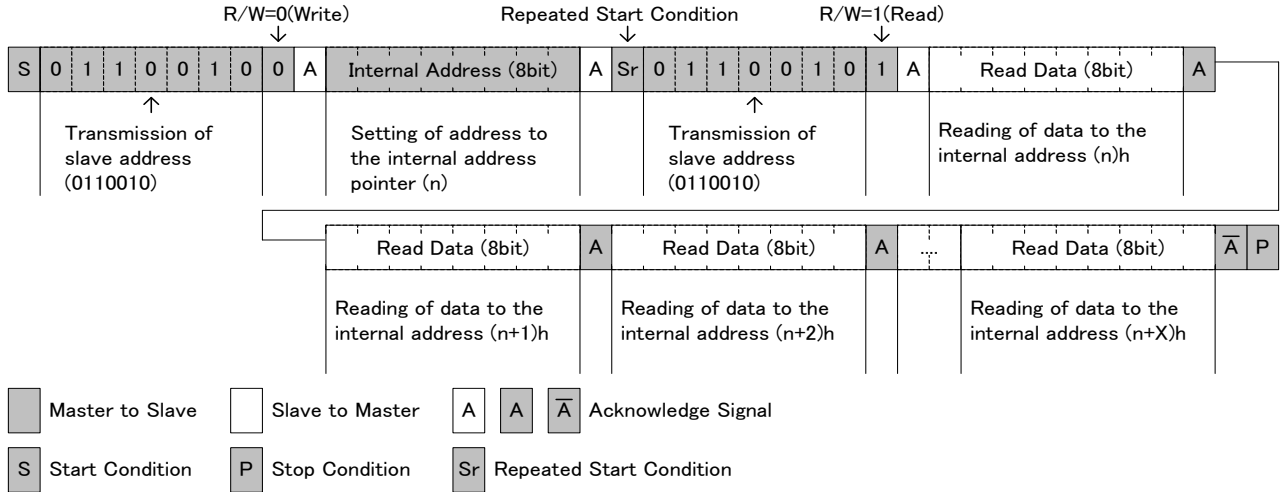 R/W=0(Write) Repeated Start Condition R/W=1(Read)
S 0 1 1 0 0 1 0 0 A Internal Address (8bit) A Sr 0 1 1 0 0 1 0 1 A Read Data (8bit) A
Transmission of
slave address
(0110010)
Setting of address to
the internal address
pointer (n)
Transmission of
slave address
(0110010)
Reading of data to the
internal address (n)h
Read Data (8bit) A Read Data (8bit) A .... Read Data (8bit) A̅ P
Reading of data to the
internal address (n+1)h
Reading of data to the
internal address (n+2)h
Reading of data to the
internal address (n+X)h
Master to Slave Slave to Master A A A̅ Acknowledge Signal
S Start Condition P Stop Condition Sr Repeated Start Condition